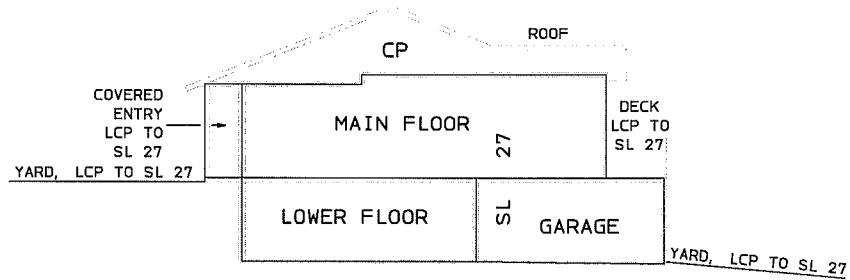 ROOF
CP
COVERED
ENTRY
LCP TO
SL 27
MAIN FLOOR
DECK
LCP TO
SL 27
YARD, LCP TO SL 27
SL 27
LOWER FLOOR
GARAGE
YARD, LCP TO SL 27